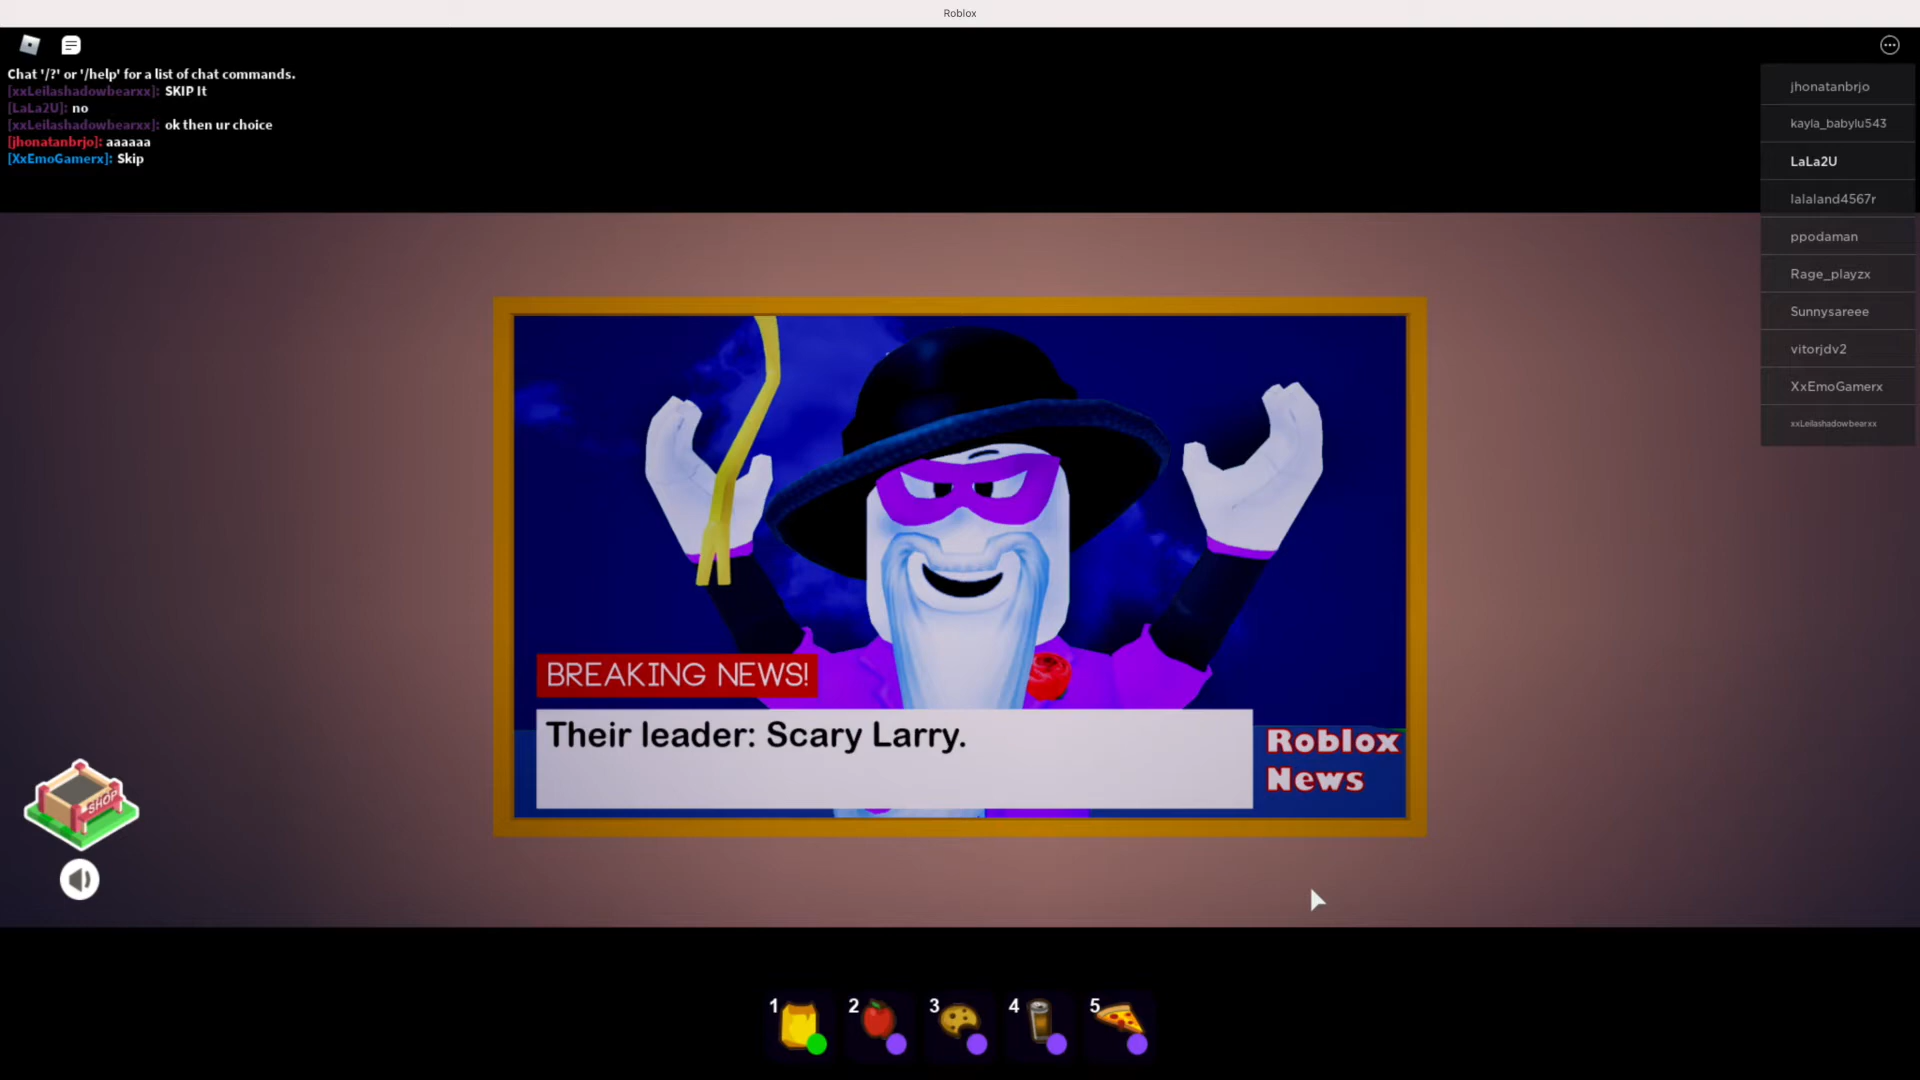 Roblox
Chat '/?' or '/help' for a list of chat commands.
[xxLeilashadowbearxx]: SKIP It
[LaLa2U]: no
[xxLeilashadowbearxx]: ok then ur choice
[jhonatanbrjo]: aaaaaa
[XxEmoGamerx]: Skip
jhonatanbrjo
kayla_babylu543
LaLa2U
lalaland4567r
ppodaman
Rage_playzx
Sunnysareee
vitorjdv2
XxEmoGamerx
xxLeilashadowbearxx
BREAKING NEWS!
Their leader: Scary Larry.
Roblox
News
SHOP
1 2 3 4 5